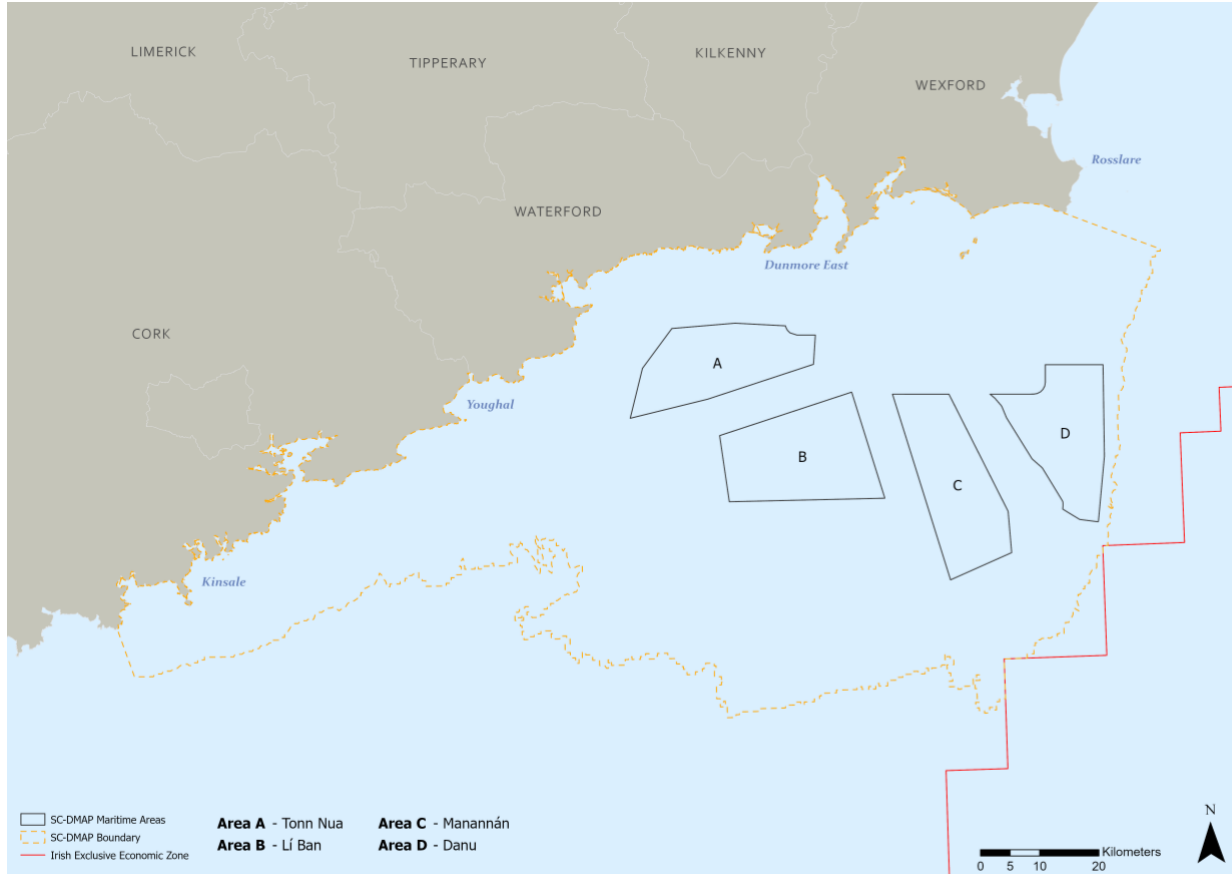 LIMERICK
TIPPERARY
KILKENNY
WEXFORD
Rosslare
WATERFORD
Dunmore East
CORK
A
Youghal
D
B
C
Kinsale
SC-DMAP Maritime Areas
SC-DMAP Boundary
Irish Exclusive Economic Zone
Area A - Tonn Nua
Area B - Lí Ban
Area C - Manannán
Area D - Danu
N
Kilometers
0 5 10 20